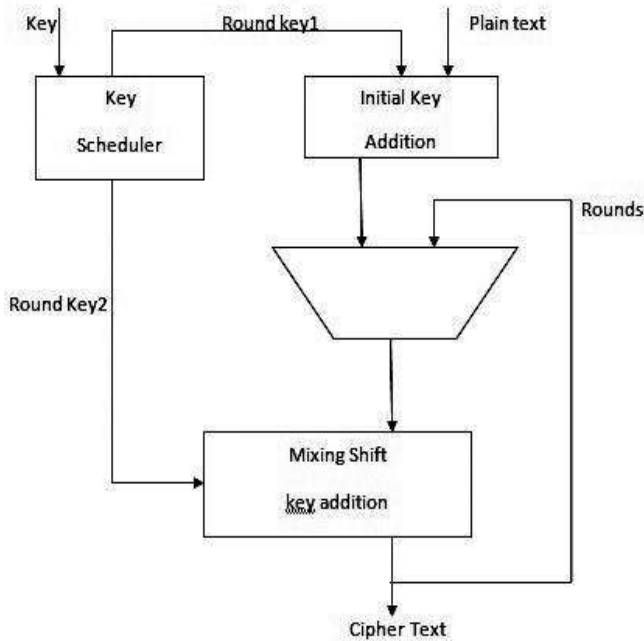 Key
Round key1
Plain text
Key
Scheduler
Initial Key
Addition
Rounds
Round Key2
Mixing Shift
key addition
Cipher Text